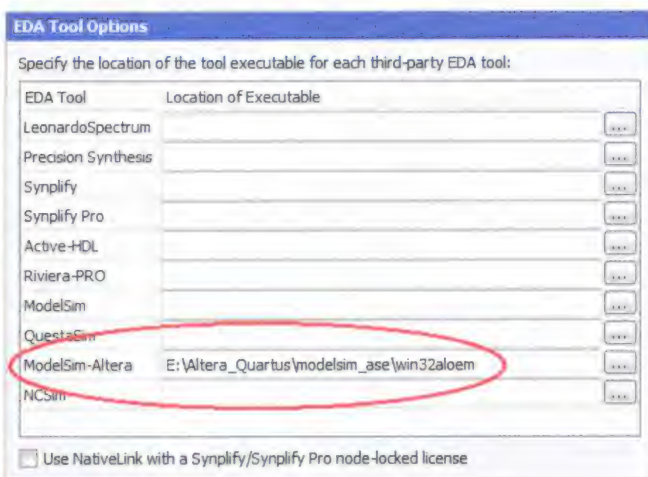 EDA Tool Options
Specify the location of the tool executable for each third-party EDA tool:
EDA Tool Location of Executable
LeonardoSpectrum ...
Precision Synthesis ...
Synplify ...
Synplify Pro ...
Active-HDL ...
Riviera-PRO ...
ModelSim ...
QuestaSim ...
ModelSim-Altera E:\Altera_Quartus\modelsim_ase\win32aloem ...
NCSim ...
Use NativeLink with a Synplify/Synplify Pro node-locked license